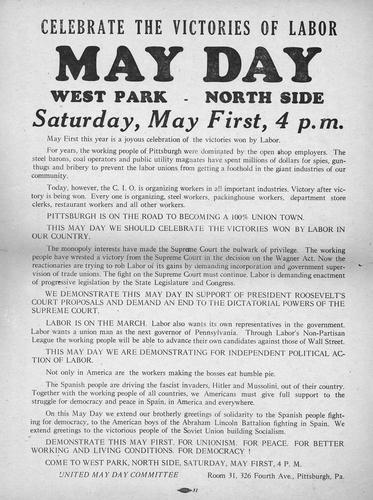 CELEBRATE THE VICTORIES OF LABOR
MAY DAY
WEST PARK - NORTH SIDE
Saturday, May First, 4 p.m.
May First this year is a joyous celebration of the victories won by Labor.
For years, the working people of Pittsburgh were dominated by the open shop employers. The
steel barons, coal operators and public utility magnates have spent millions of dollars for spies, gun-
thugs and bribery to prevent the labor unions from getting a foothold in the giant industries of our
community.
Today, however, the C. I. O. is organizing workers in all important industries. Victory after vic-
tory is being won. Every one is organizing, steel workers, packinghouse workers, department store
clerks, restaurant workers and all other workers.
PITTSBURGH IS ON THE ROAD TO BECOMING A 100% UNION TOWN.
THIS MAY DAY WE SHOULD CELEBRATE THE VICTORIES WON BY LABOR IN
OUR COUNTRY.
The monopoly interests have made the Supreme Court the bulwark of privilege. The working
people have wrested a victory from the Supreme Court in the decision on the Wagner Act. Now the
reactionaries are trying to rob Labor of its gains by demanding incorporation and government super-
vision of trade unions. The fight on the Supreme Court must continue. Labor is demanding enactment
of progressive legislation by the State Legislature and Congress.
WE DEMONSTRATE THIS MAY DAY IN SUPPORT OF PRESIDENT ROOSEVELT'S
COURT PROPOSALS AND DEMAND AN END TO THE DICTATORIAL POWERS OF THE
SUPREME COURT.
LABOR IS ON THE MARCH. Labor also wants its own representatives in the government.
Labor wants a union man as the next governor of Pennsylvania. Through Labor's Non-Partisan
League the working people will be able to advance their own candidates against those of Wall Street.
THIS MAY DAY WE ARE DEMONSTRATING FOR INDEPENDENT POLITICAL AC-
TION OF LABOR.
Not only in America are the workers making the bosses eat humble pie.
The Spanish people are driving the fascist invaders, Hitler and Mussolini, out of their country.
Together with the working people of all countries, we Americans must give full support to the
struggle for democracy and peace in Spain, in America and everywhere.
On this May Day we extend our brotherly greetings of solidarity to the Spanish people fight-
ing for democracy, to the American boys of the Abraham Lincoln Battalion fighting in Spain. We
extend greetings to the victorious people of the Soviet Union building Socialism.
DEMONSTRATE THIS MAY FIRST. FOR UNIONISM. FOR PEACE. FOR BETTER
WORKING AND LIVING CONDITIONS. FOR DEMOCRACY!
COME TO WEST PARK, NORTH SIDE, SATURDAY, MAY FIRST, 4 P. M.
UNITED MAY DAY COMMITTEE Room 31, 326 Fourth Ave., Pittsburgh, Pa.